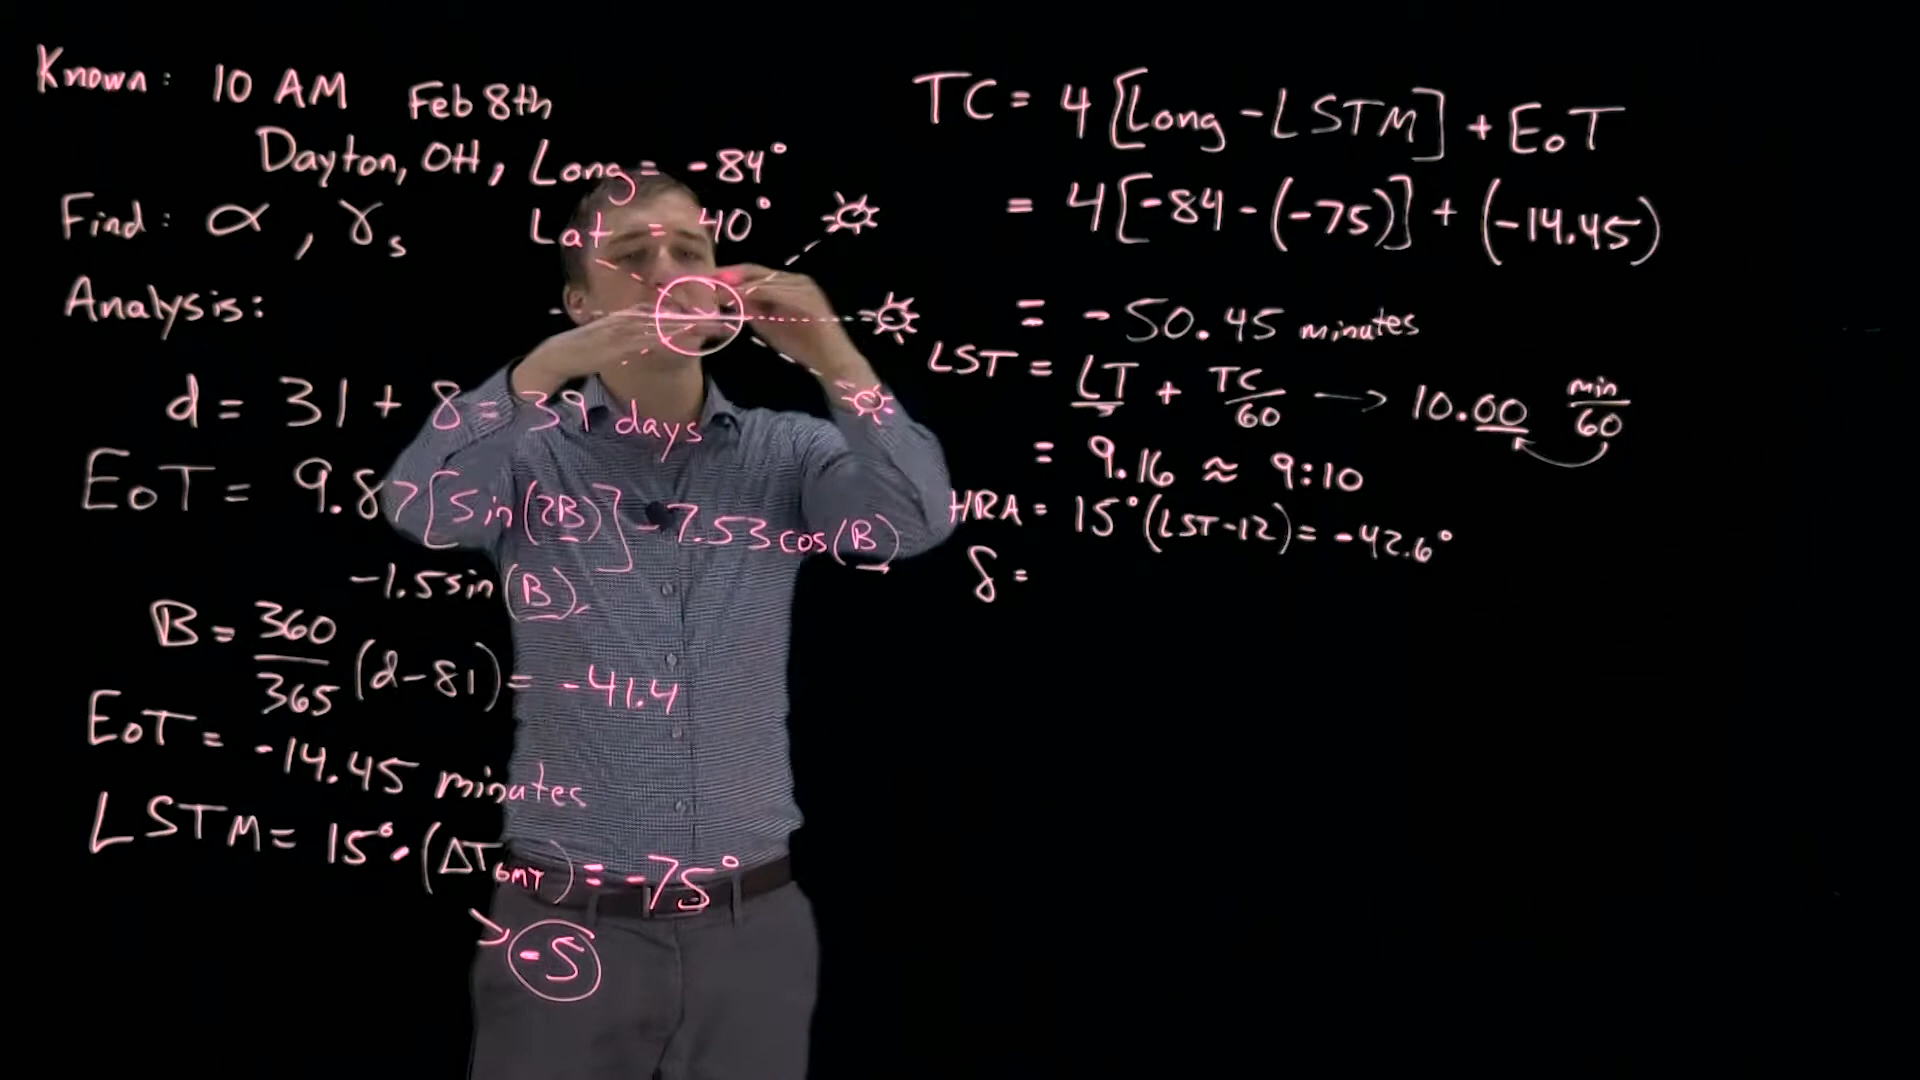 Known: 10 AM Feb 8th
Dayton, OH, Long = -84°
Lat = 40°
Find: α, γs
Analysis:
d = 31 + 8 = 39 days
EoT = 9.87[sin(2B)] - 7.53 cos(B)
-1.5 sin(B)
B = 360/365 (d-81) = -41.4
EoT = -14.45 minutes
LSTM = 15° · (ΔT GMT) = -75°
-5
TC = 4[Long - LSTM] + EoT
= 4[-84 - (-75)] + (-14.45)
= -50.45 minutes
LST = LT + TC/60 → 10.00 min/60
= 9.16 ≈ 9:10
HRA = 15°(LST-12) = -42.6°
δ =